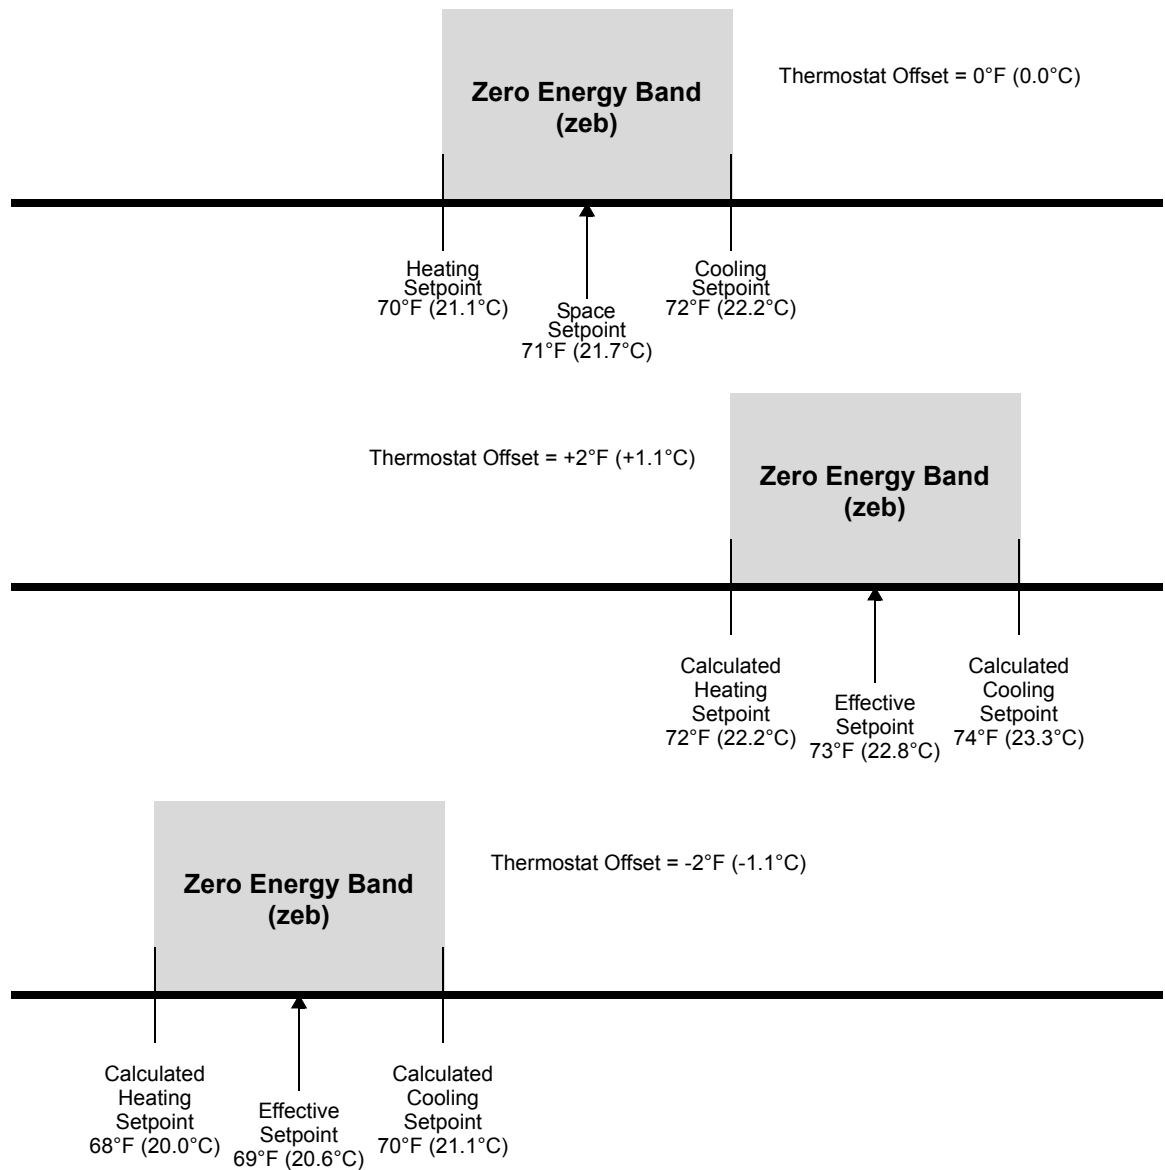 Zero Energy Band
(zeb)
Thermostat Offset = 0°F (0.0°C)
Heating
Setpoint
70°F (21.1°C)
Space
Setpoint
71°F (21.7°C)
Cooling
Setpoint
72°F (22.2°C)
Thermostat Offset = +2°F (+1.1°C)
Zero Energy Band
(zeb)
Calculated
Heating
Setpoint
72°F (22.2°C)
Effective
Setpoint
73°F (22.8°C)
Calculated
Cooling
Setpoint
74°F (23.3°C)
Zero Energy Band
(zeb)
Thermostat Offset = -2°F (-1.1°C)
Calculated
Heating
Setpoint
68°F (20.0°C)
Effective
Setpoint
69°F (20.6°C)
Calculated
Cooling
Setpoint
70°F (21.1°C)